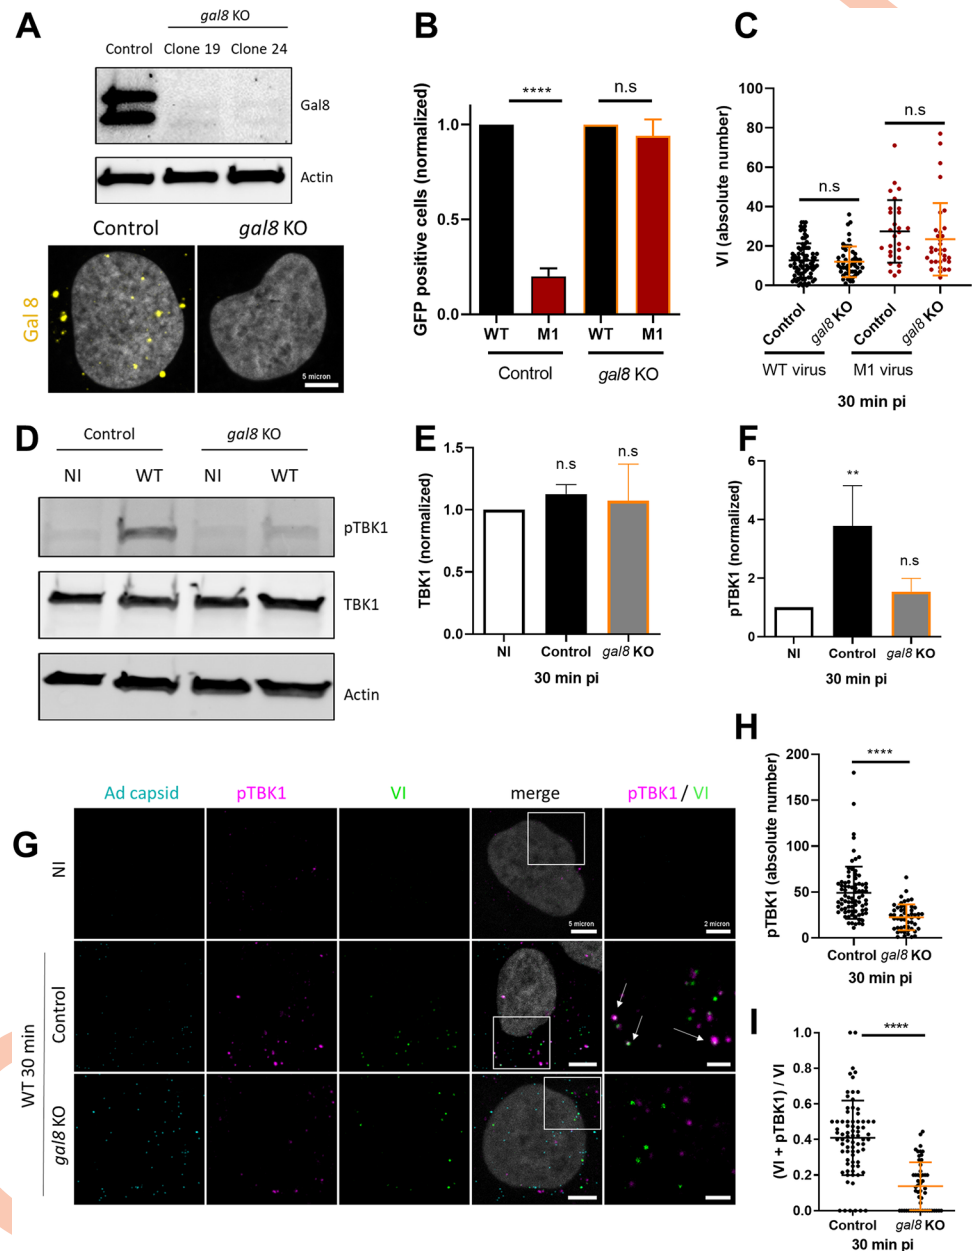 A
gal8 KO
Control Clone 19 Clone 24
Gal8
Actin
Control gal8 KO
Gal 8
5 micron
B
GFP positive cells (normalized)
**** n.s
1.0
0.5
0.0
WT M1 WT M1
Control gal8 KO
C
VI (absolute number)
100
80
60
40
20
0
n.s n.s
Control gal8 KO Control gal8 KO
WT virus M1 virus
30 min pi
D
Control gal8 KO
NI WT NI WT
pTBK1
TBK1
Actin
E
TBK1 (normalized)
1.5
1.0
0.5
0.0
n.s n.s
NI Control gal8 KO
30 min pi
F
pTBK1 (normalized)
6
4
2
0
** n.s
NI Control gal8 KO
30 min pi
G
Ad capsid pTBK1 VI merge pTBK1 / VI
NI
5 micron 2 micron
WT 30 min
Control
gal8 KO
H
pTBK1 (absolute number)
200
150
100
50
0
****
Control gal8 KO
30 min pi
I
(VI + pTBK1) / VI
1.0
0.8
0.6
0.4
0.2
0.0
****
Control gal8 KO
30 min pi